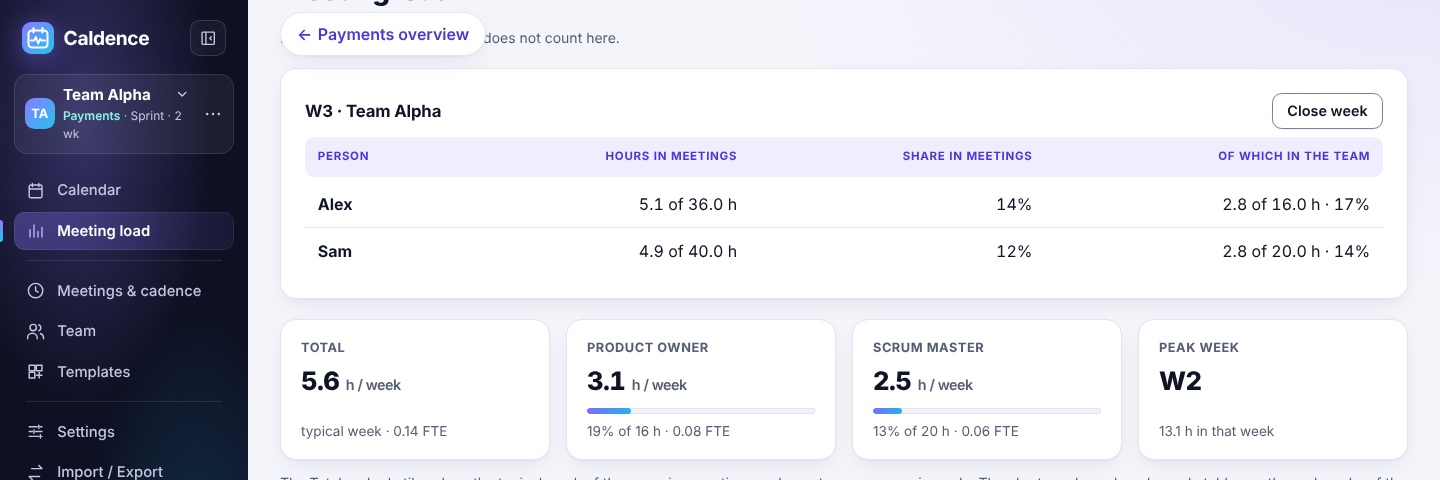 Caldence
TA
Team Alpha
Payments · Sprint · 2
wk
Calendar
Meeting load
Meetings & cadence
Team
Templates
Settings
Import / Export
← Payments overview
does not count here.
W3 · Team Alpha
Close week
PERSON HOURS IN MEETINGS SHARE IN MEETINGS OF WHICH IN THE TEAM
Alex 5.1 of 36.0 h 14% 2.8 of 16.0 h · 17%
Sam 4.9 of 40.0 h 12% 2.8 of 20.0 h · 14%
TOTAL
5.6 h / week
typical week · 0.14 FTE
PRODUCT OWNER
3.1 h / week
19% of 16 h · 0.08 FTE
SCRUM MASTER
2.5 h / week
13% of 20 h · 0.06 FTE
PEAK WEEK
W2
13.1 h in that week